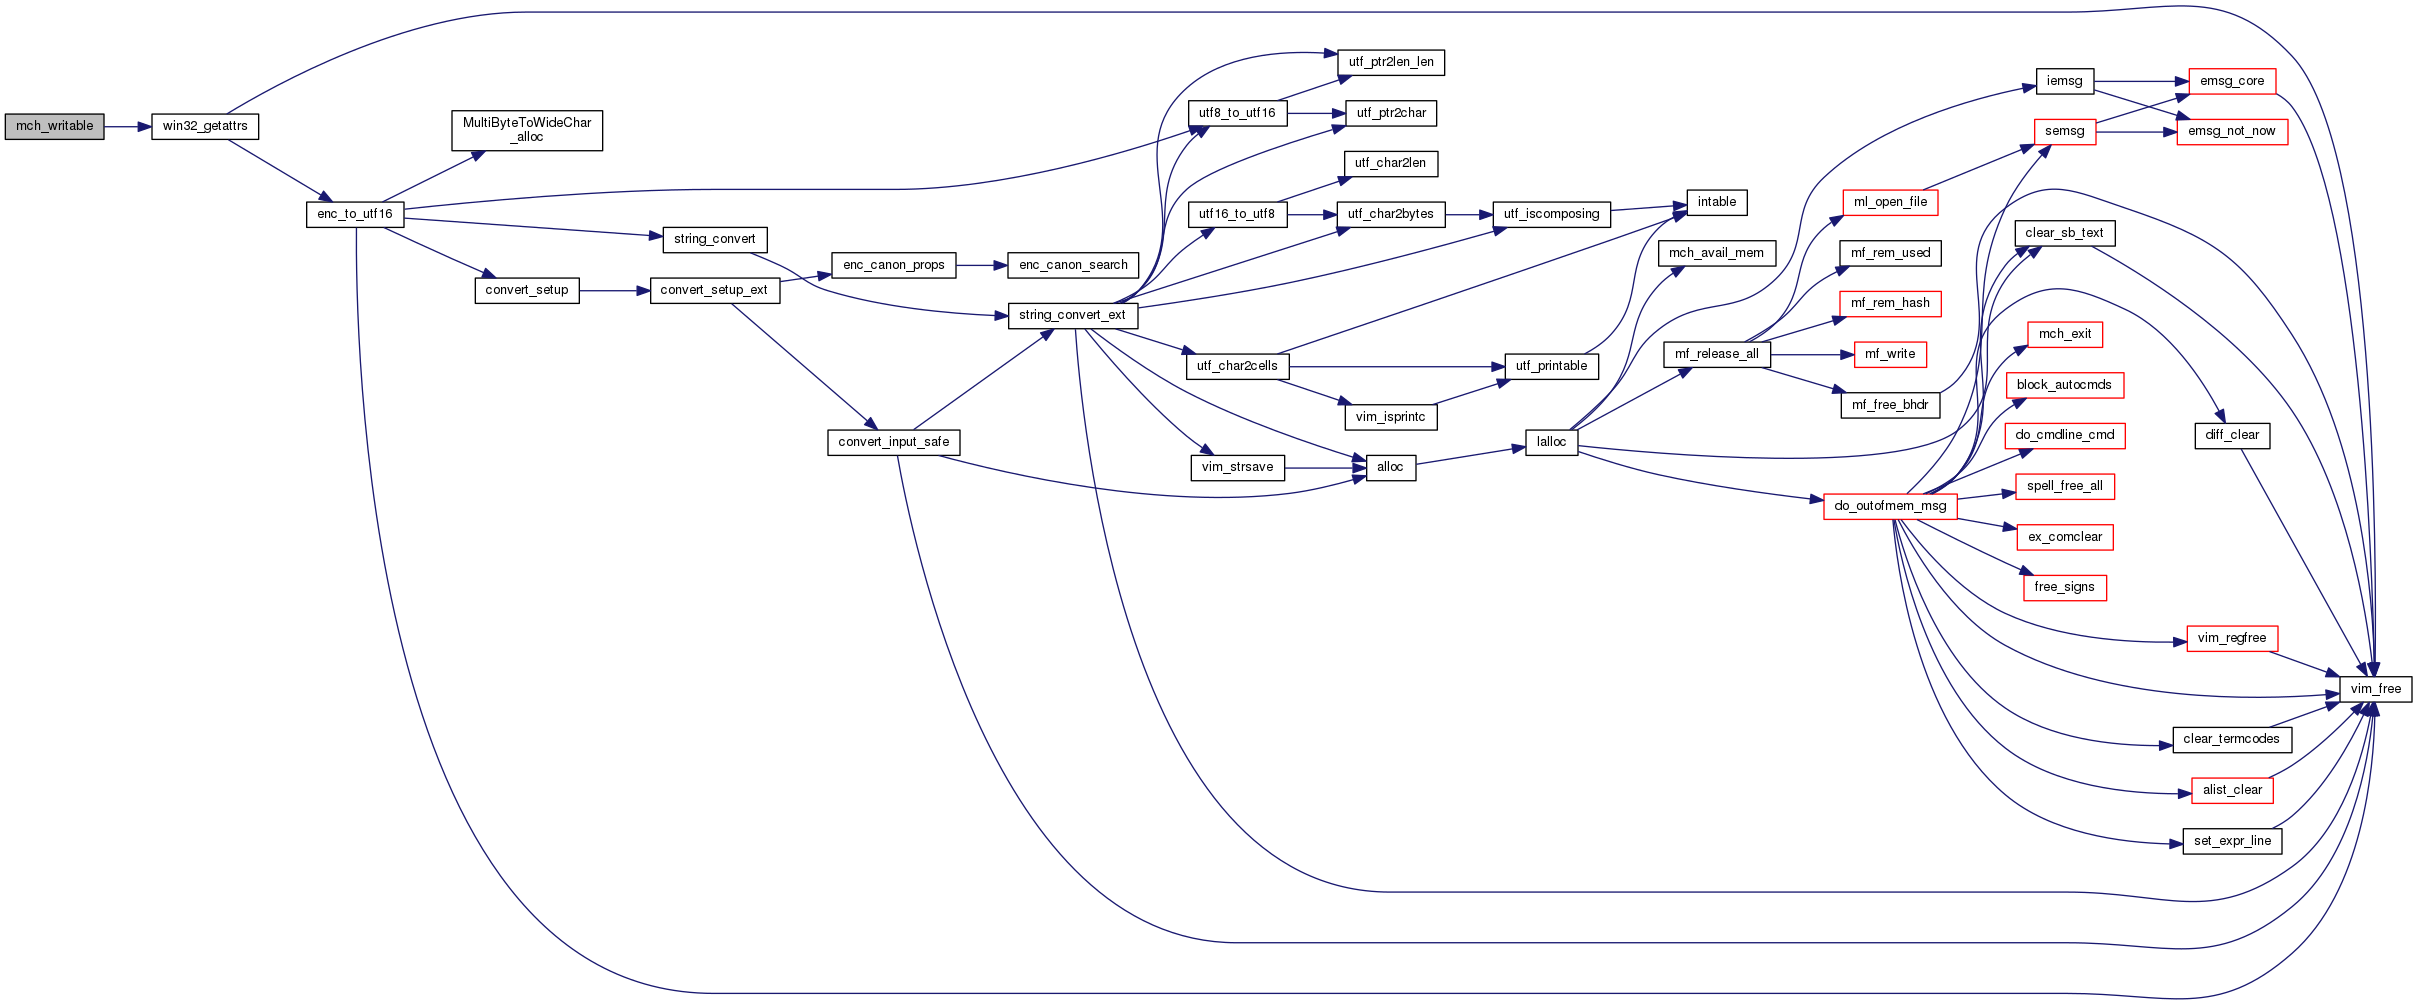 mch_writable
win32_getattrs
enc_to_utf16
MultiByteToWideChar
_alloc
string_convert
convert_setup
convert_setup_ext
enc_canon_props
enc_canon_search
convert_input_safe
string_convert_ext
utf8_to_utf16
utf16_to_utf8
utf_char2cells
vim_strsave
utf_ptr2len_len
utf_ptr2char
utf_char2len
utf_char2bytes
utf_iscomposing
utf_printable
vim_isprintc
alloc
lalloc
intable
mch_avail_mem
mf_release_all
ml_open_file
mf_rem_used
mf_rem_hash
mf_write
mf_free_bhdr
do_outofmem_msg
iemsg
semsg
emsg_core
emsg_not_now
clear_sb_text
mch_exit
block_autocmds
do_cmdline_cmd
spell_free_all
ex_comclear
free_signs
diff_clear
vim_regfree
vim_free
clear_termcodes
alist_clear
set_expr_line